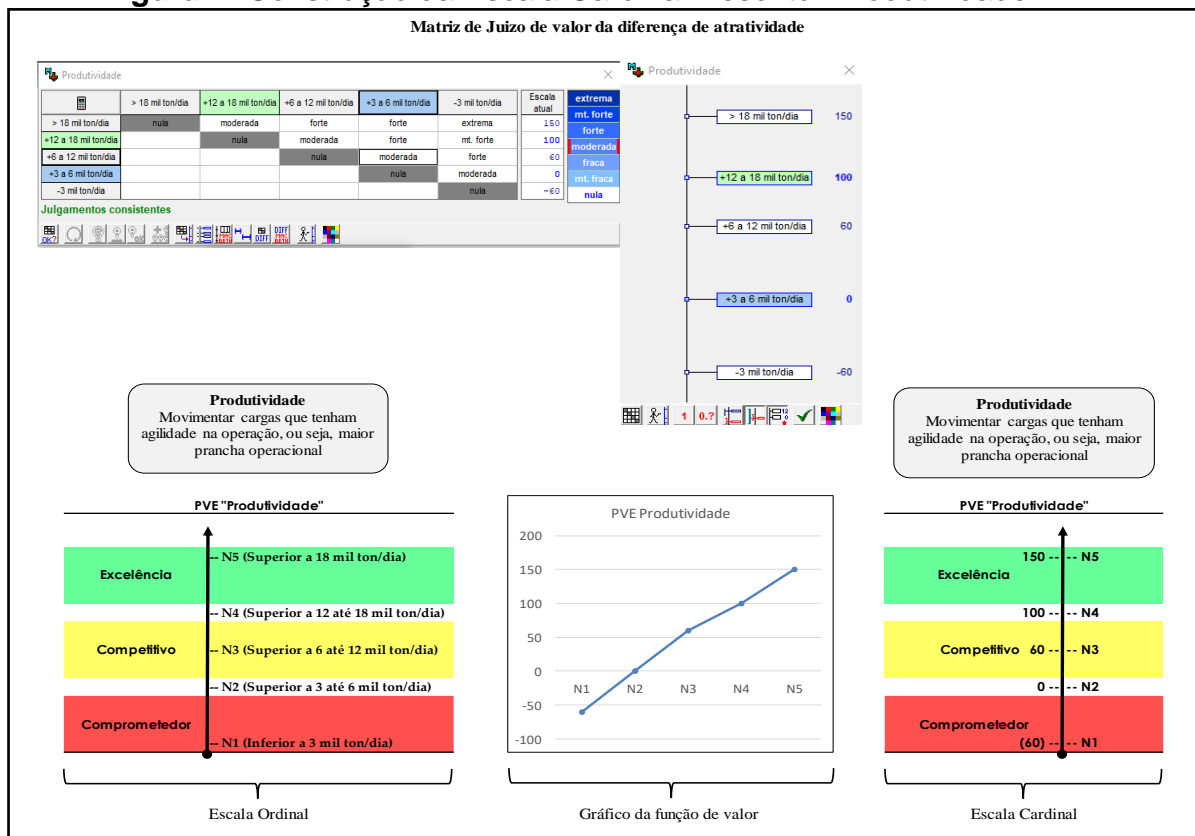 Matriz de Juizo de valor da diferença de atratividade
Produtividade
> 18 mil ton/dia +12 a 18 mil ton/dia +6 a 12 mil ton/dia +3 a 6 mil ton/dia -3 mil ton/dia Escala atual
> 18 mil ton/dia nula moderada forte forte extrema 150
+12 a 18 mil ton/dia nula moderada forte mt. forte 100
+6 a 12 mil ton/dia nula moderada forte 60
+3 a 6 mil ton/dia nula moderada 0
-3 mil ton/dia nula -60
extrema
mt. forte
forte
moderada
fraca
mt. fraca
nula
Julgamentos consistentes
Produtividade
> 18 mil ton/dia 150
+12 a 18 mil ton/dia 100
+6 a 12 mil ton/dia 60
+3 a 6 mil ton/dia 0
-3 mil ton/dia -60
1 0.?
Produtividade
Movimentar cargas que tenham
agilidade na operação, ou seja, maior
prancha operacional
PVE "Produtividade"
-- N5 (Superior a 18 mil ton/dia)
Excelência
-- N4 (Superior a 12 até 18 mil ton/dia)
Competitivo -- N3 (Superior a 6 até 12 mil ton/dia)
-- N2 (Superior a 3 até 6 mil ton/dia)
Comprometedor
-- N1 (Inferior a 3 mil ton/dia)
Escala Ordinal
PVE Produtividade
200
150
100
50
0
-50
-100
N1 N2 N3 N4 N5
Gráfico da função de valor
Produtividade
Movimentar cargas que tenham
agilidade na operação, ou seja, maior
prancha operacional
PVE "Produtividade"
150 -- -- N5
Excelência
100 -- -- N4
Competitivo 60 -- -- N3
0 -- -- N2
Comprometedor
(60) -- -- N1
Escala Cardinal